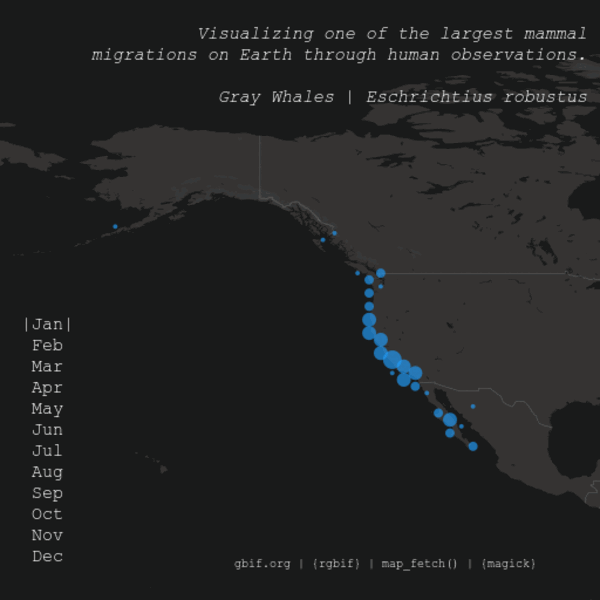 Visualizing one of the largest mammal
migrations on Earth through human observations.
Gray Whales | Eschrichtius robustus
|Jan|
Feb
Mar
Apr
May
Jun
Jul
Aug
Sep
Oct
Nov
Dec
gbif.org | {rgbif} | map_fetch() | {magick}